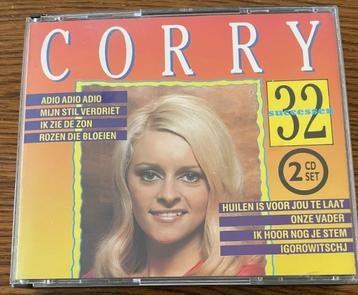 CORRY
ADIO ADIO ADIO
MIJN STIL VERDRIET
IK ZIE DE ZON
ROZEN DIE BLOEIEN
32
successen
2 CD
SET
HUILEN IS VOOR JOU TE LAAT
ONZE VADER
IK HOOR NOG JE STEM
IGOROWITSCHJ